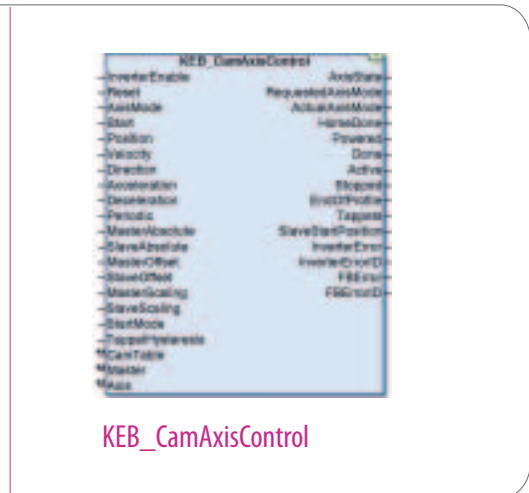 KEB_CamAxisControl
InverterEnable
Reset
AxisMode
Start
Position
Velocity
Direction
Acceleration
Deceleration
Periodic
MasterAbsolute
SlaveAbsolute
MasterOffset
SlaveOffset
MasterScaling
SlaveScaling
StartMode
TappetHysteresis
CamTable
Master
Axis
AxisState
RequestedAxisMode
ActualAxisMode
HomeDone
Powered
Done
Active
Stopped
EndOfProfile
Tappets
SlaveStartPosition
InverterError
InverterErrorID
FBError
FBErrorID
KEB_CamAxisControl